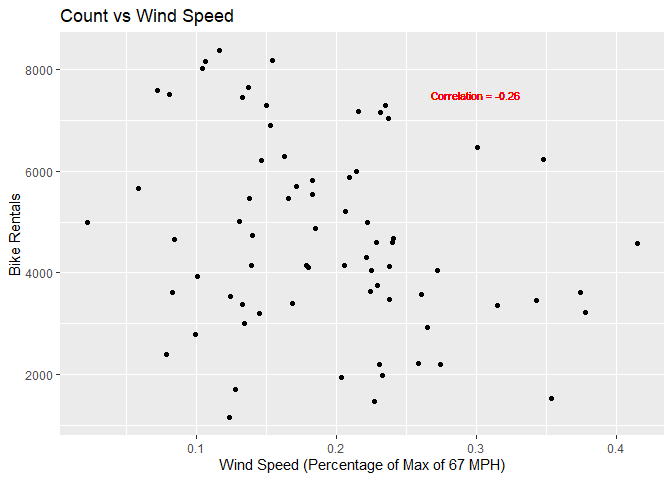 Count vs Wind Speed
8000
6000
4000
2000
Bike Rentals
Correlation = -0.26
0.1 0.2 0.3 0.4
Wind Speed (Percentage of Max of 67 MPH)